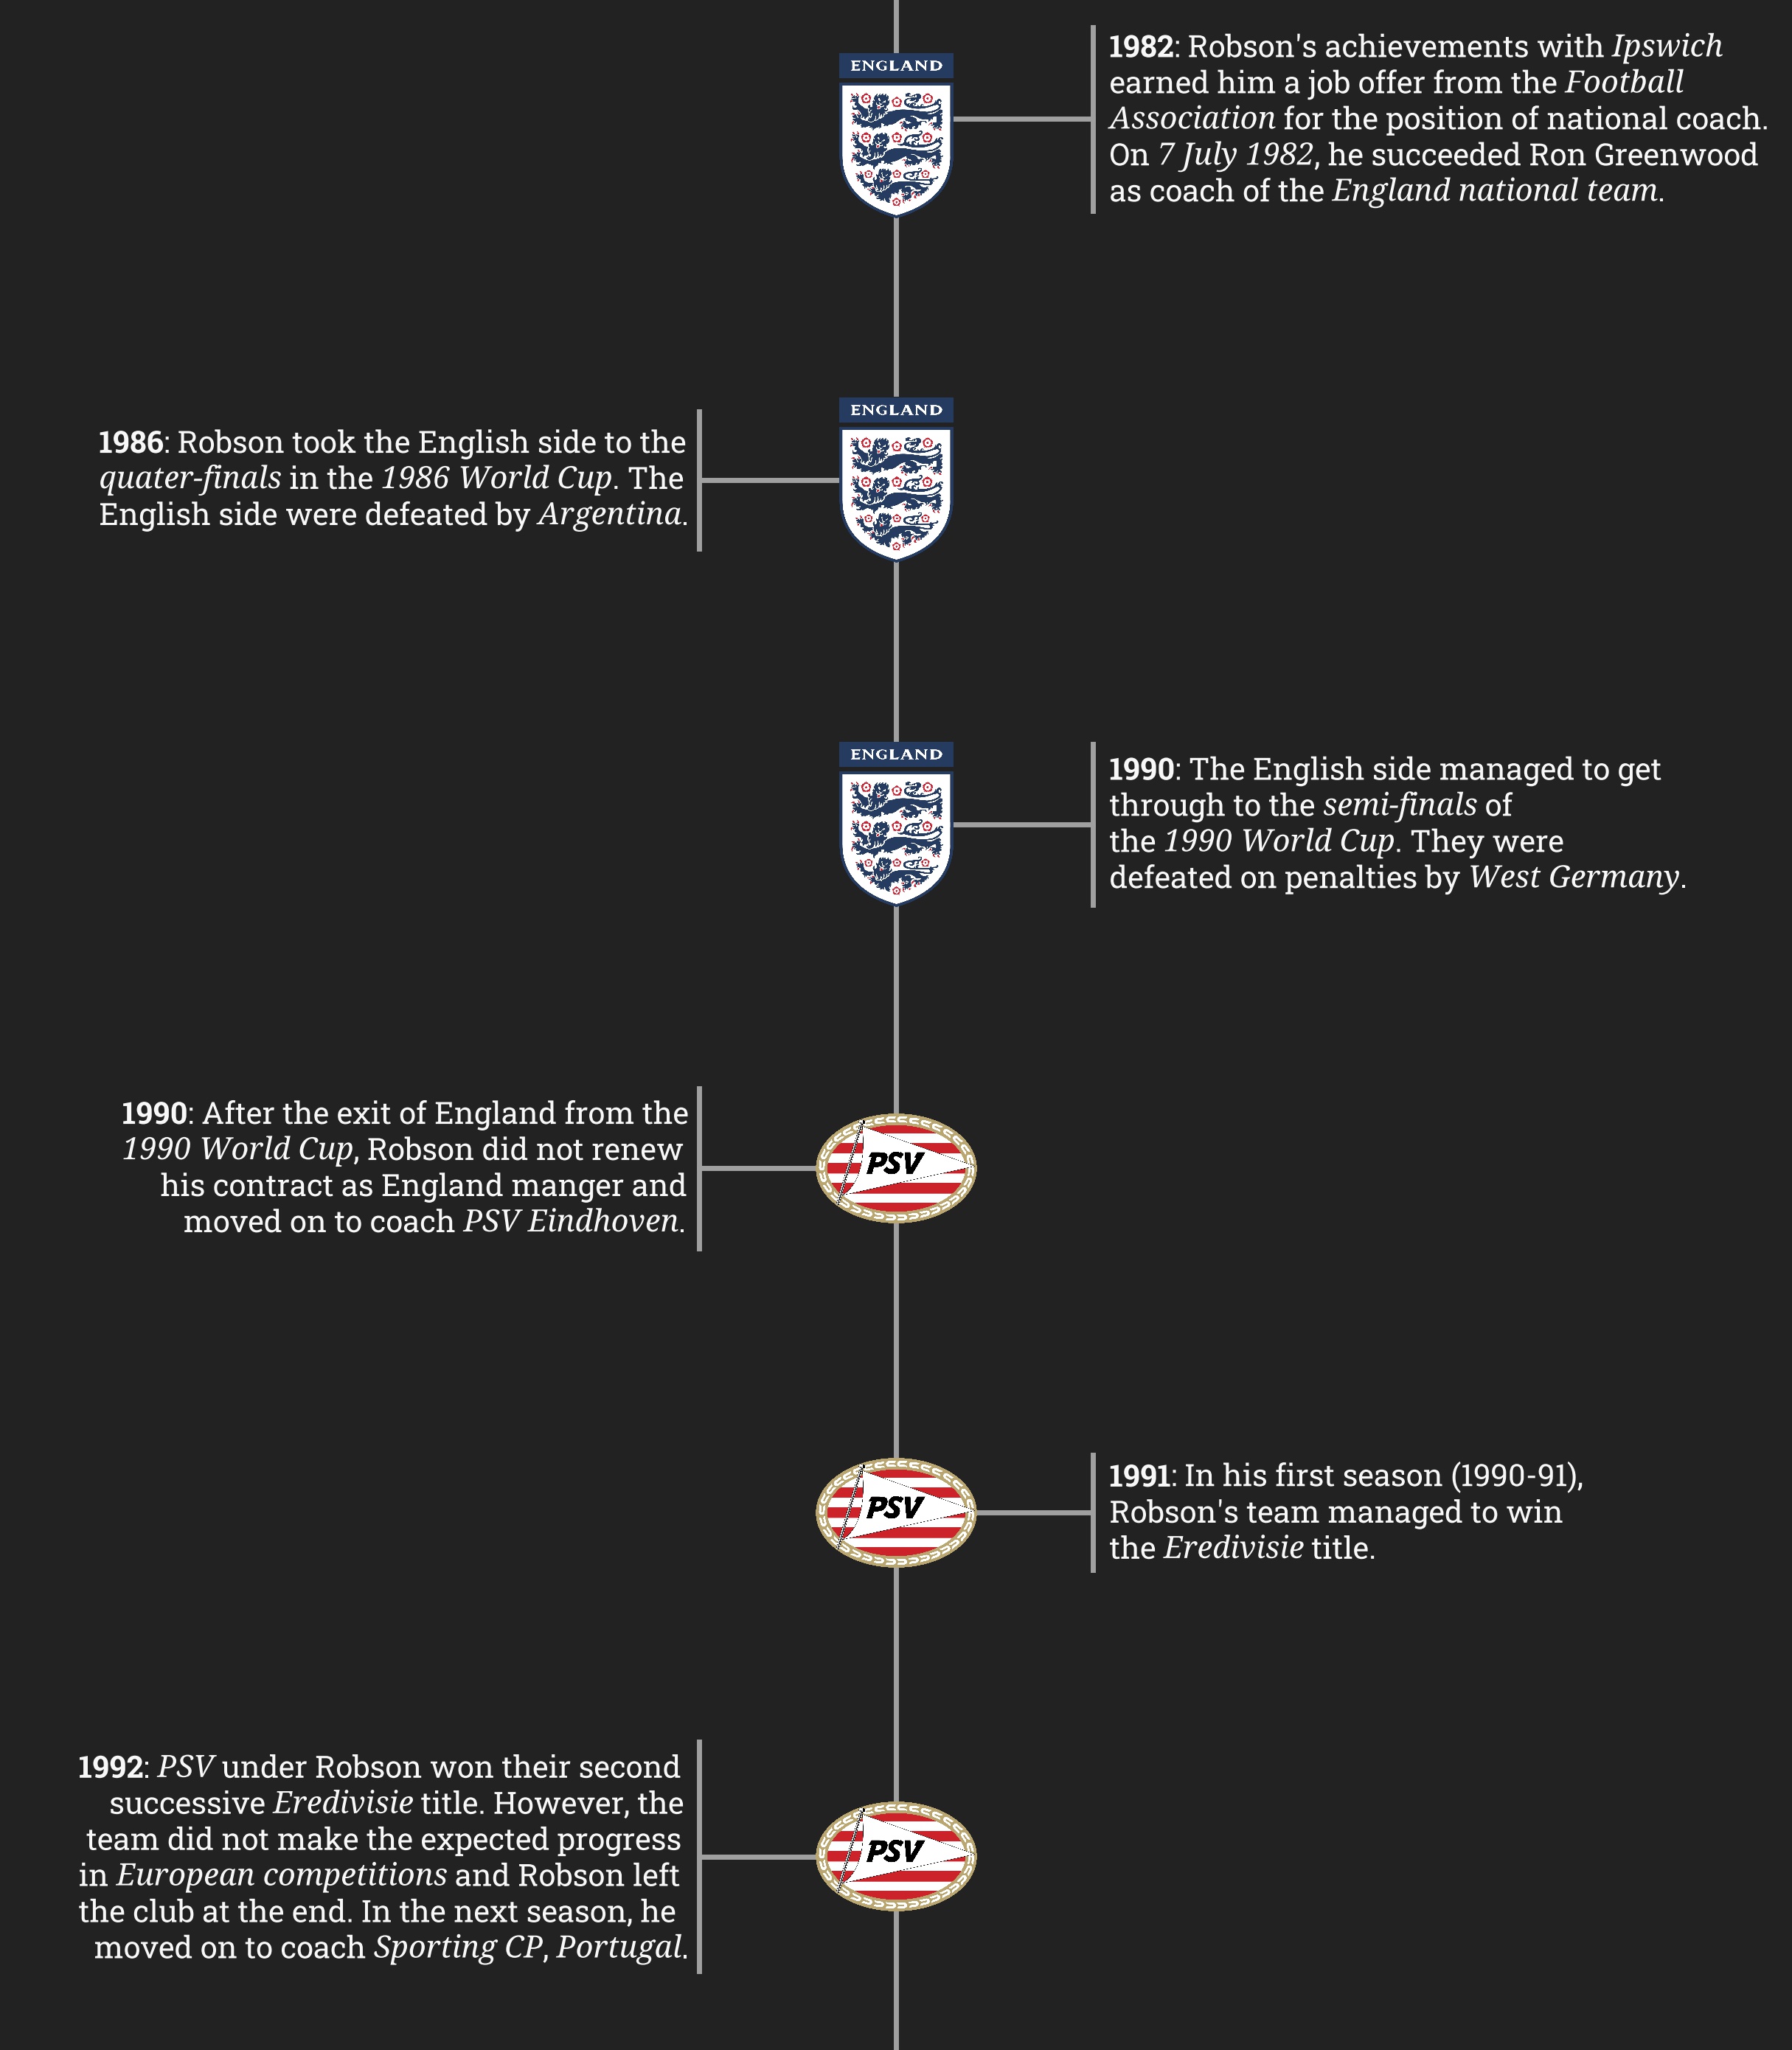 ENGLAND
1982: Robson's achievements with Ipswich
earned him a job offer from the Football
Association for the position of national coach.
On 7 July 1982, he succeeded Ron Greenwood
as coach of the England national team.
ENGLAND
1986: Robson took the English side to the
quater-finals in the 1986 World Cup. The
English side were defeated by Argentina.
ENGLAND
1990: The English side managed to get
through to the semi-finals of
the 1990 World Cup. They were
defeated on penalties by West Germany.
1990: After the exit of England from the
1990 World Cup, Robson did not renew
his contract as England manger and
moved on to coach PSV Eindhoven.
PSV
PSV
1991: In his first season (1990-91),
Robson's team managed to win
the Eredivisie title.
1992: PSV under Robson won their second
successive Eredivisie title. However, the
team did not make the expected progress
in European competitions and Robson left
the club at the end. In the next season, he
moved on to coach Sporting CP, Portugal.
PSV